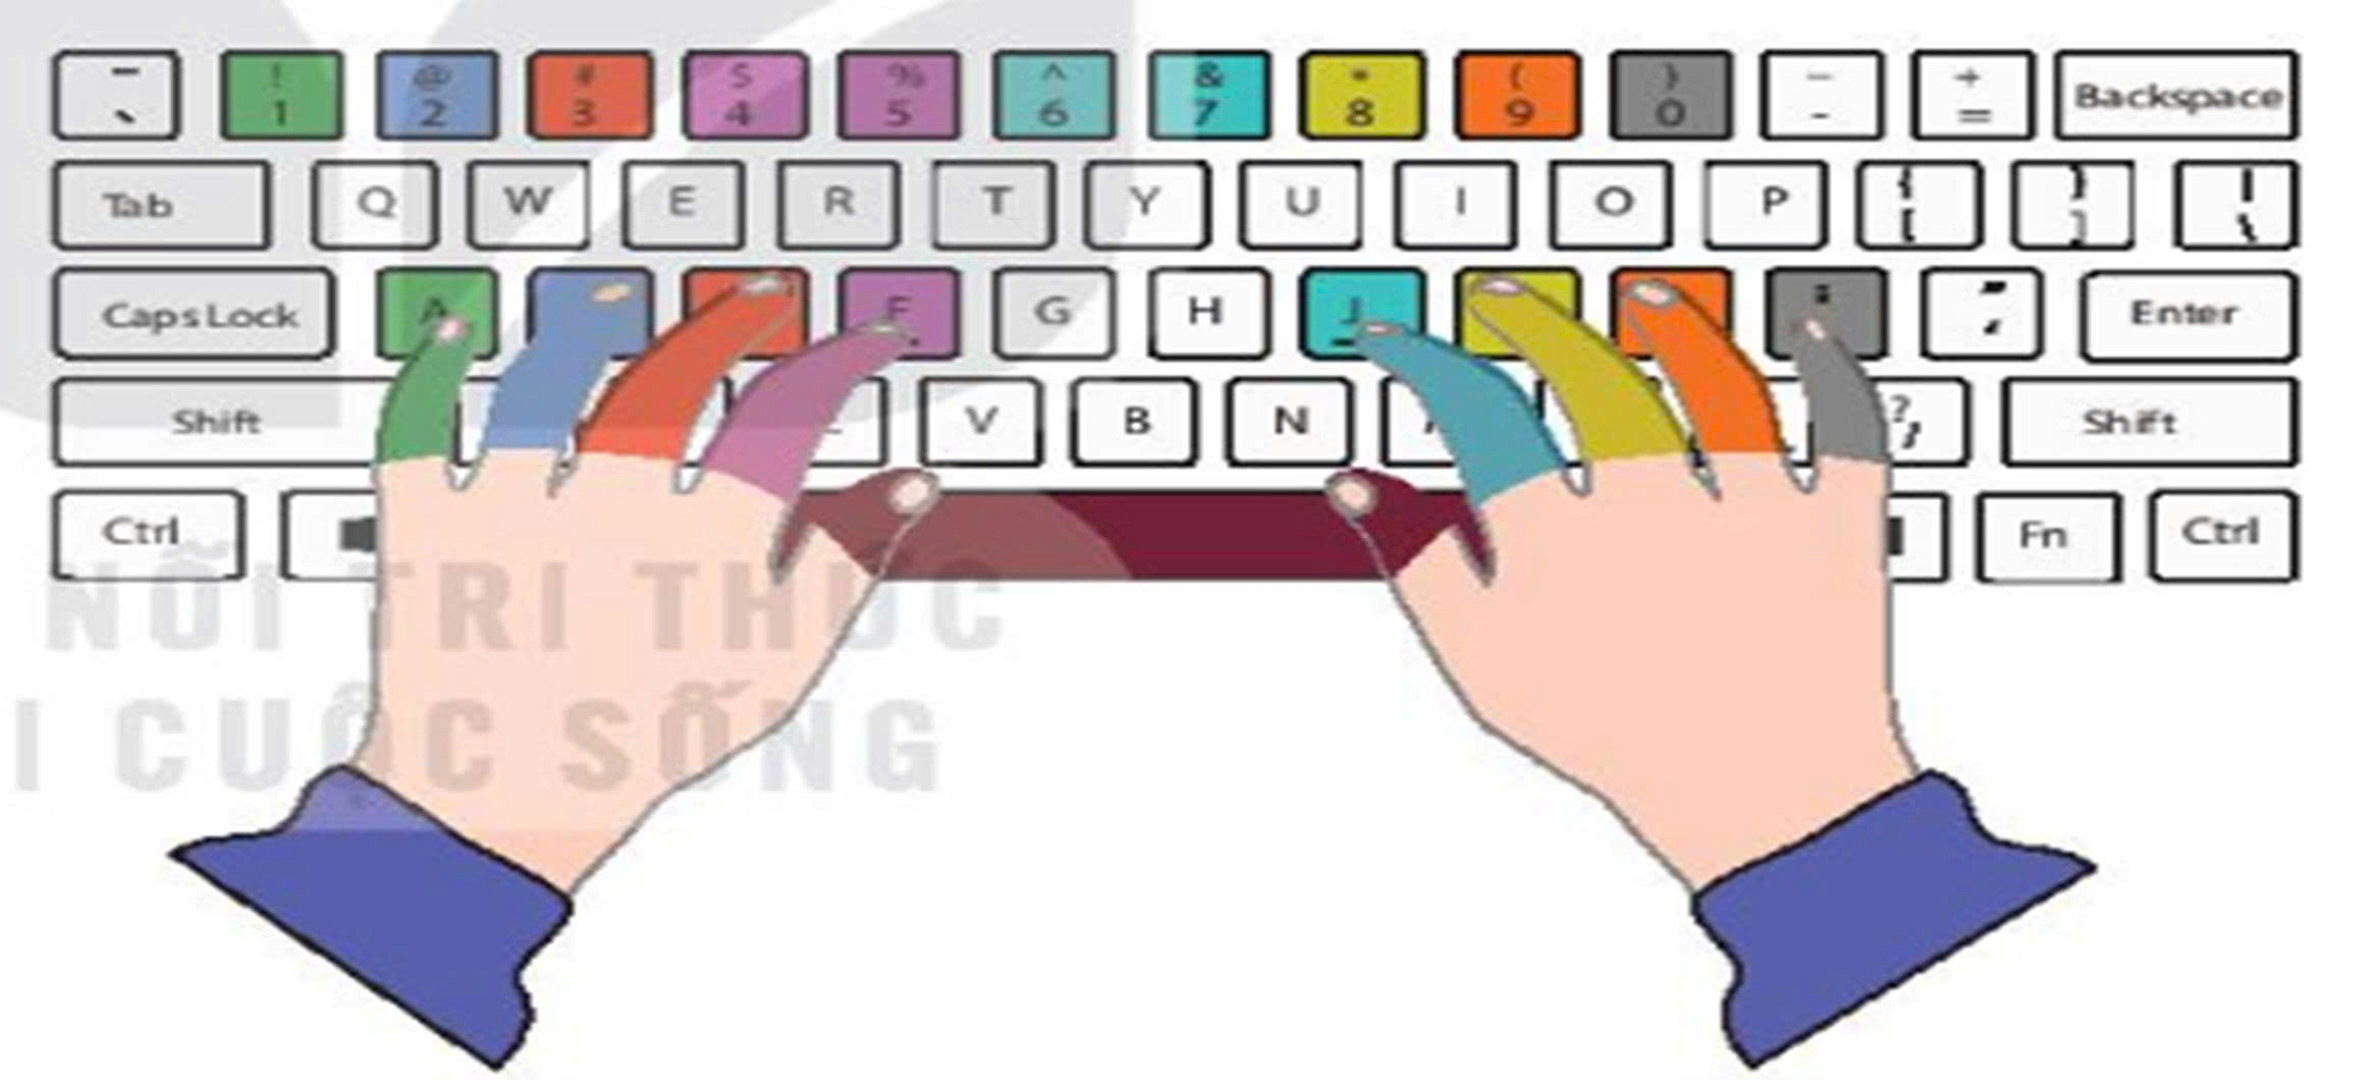 ~ ` ! 1 @ 2 # 3 $ 4 % 5 ^ 6 & 7 * 8 ( 9 ) 0 _ - + = Backspace
Tab Q W E R T Y U I O P { [ } ] | \
Caps Lock A F G H J : ; " ' Enter
Shift V B N ? / Shift
Ctrl Fn Ctrl
NỐI TRI THỨC
I CUỘC SỐNG